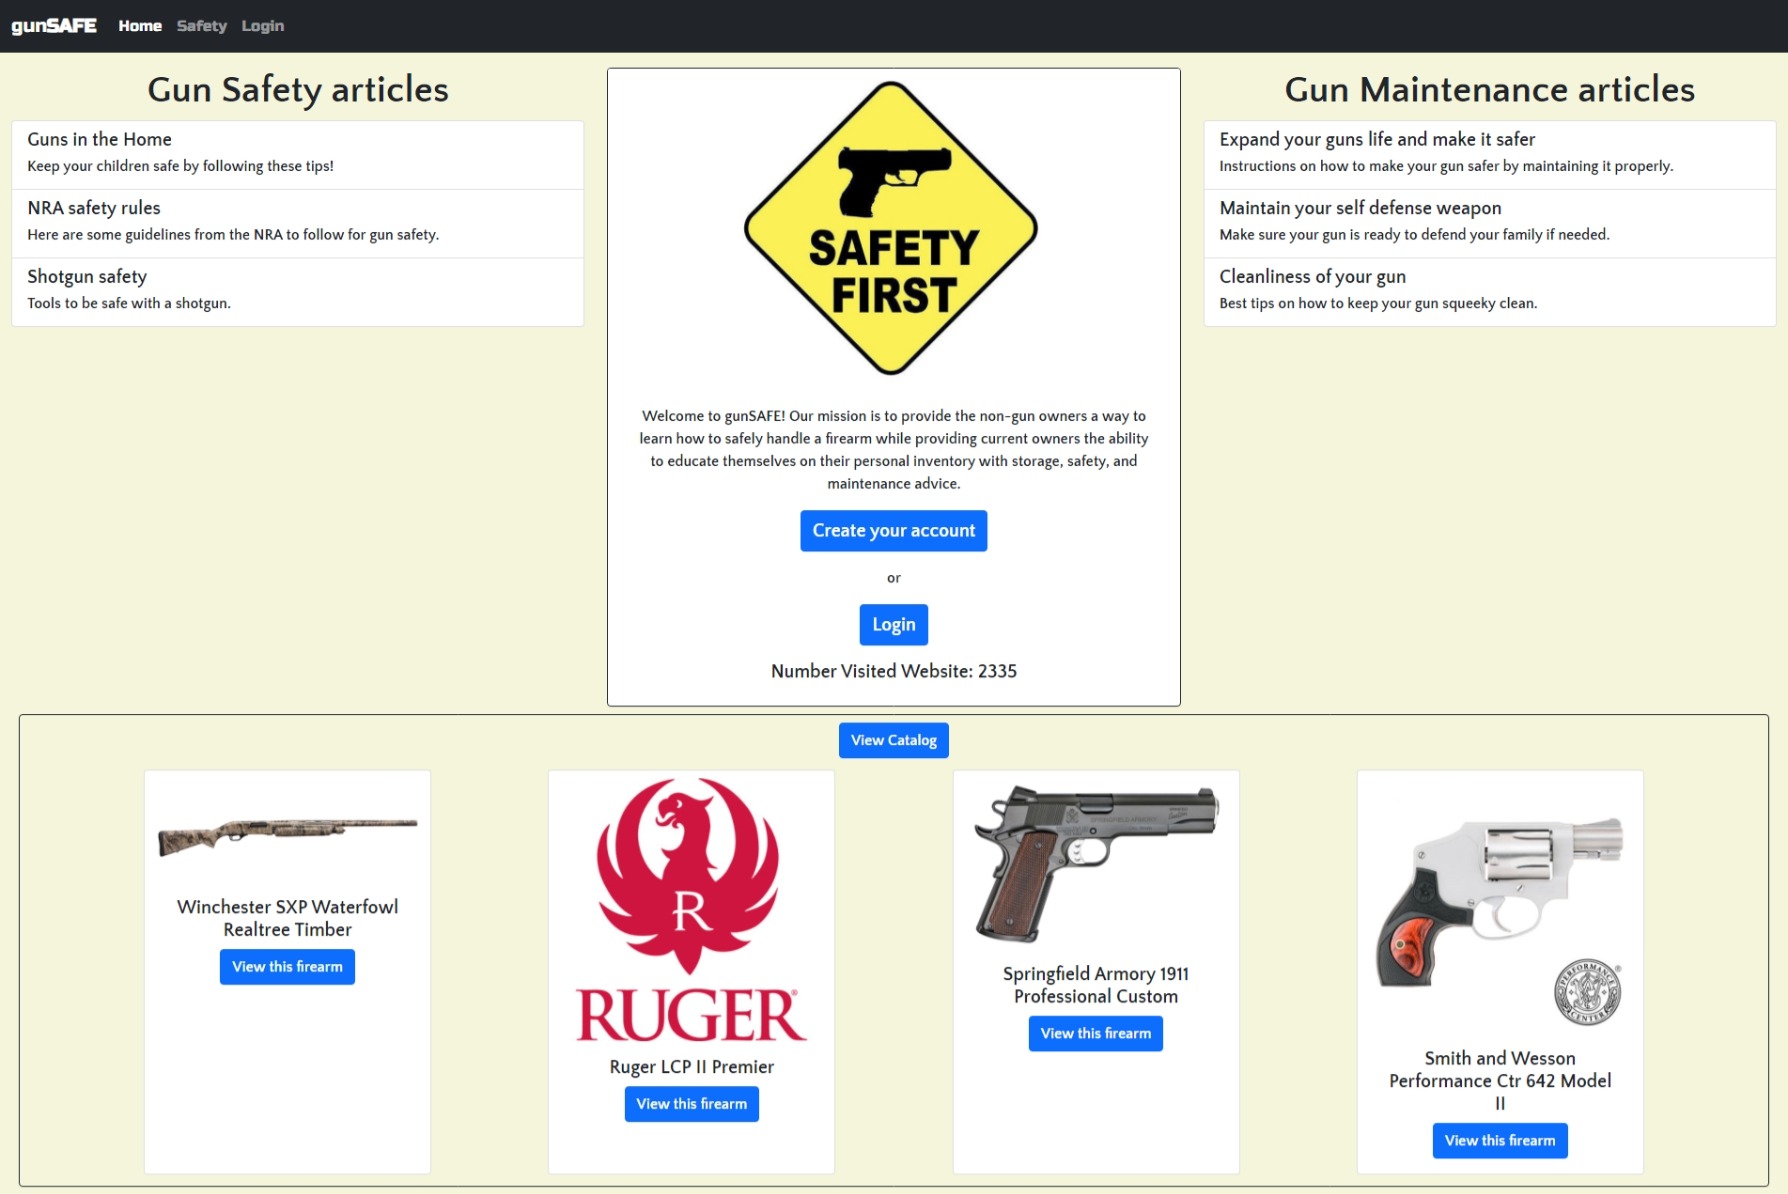 gunSAFE Home Safety Login
Gun Safety articles
Guns in the Home
Keep your children safe by following these tips!
NRA safety rules
Here are some guidelines from the NRA to follow for gun safety.
Shotgun safety
Tools to be safe with a shotgun.
SAFETY
FIRST
Welcome to gunSAFE! Our mission is to provide the non-gun owners a way to
learn how to safely handle a firearm while providing current owners the ability
to educate themselves on their personal inventory with storage, safety, and
maintenance advice.
Create your account
or
Login
Number Visited Website: 2335
Gun Maintenance articles
Expand your guns life and make it safer
Instructions on how to make your gun safer by maintaining it properly.
Maintain your self defense weapon
Make sure your gun is ready to defend your family if needed.
Cleanliness of your gun
Best tips on how to keep your gun squeeky clean.
View Catalog
Winchester SXP Waterfowl
Realtree Timber
View this firearm
R
RUGER®
Ruger LCP II Premier
View this firearm
SPRINGFIELD ARMORY
Springfield Armory 1911
Professional Custom
View this firearm
PERFORMANCE
CENTER
Smith and Wesson
Performance Ctr 642 Model
II
View this firearm